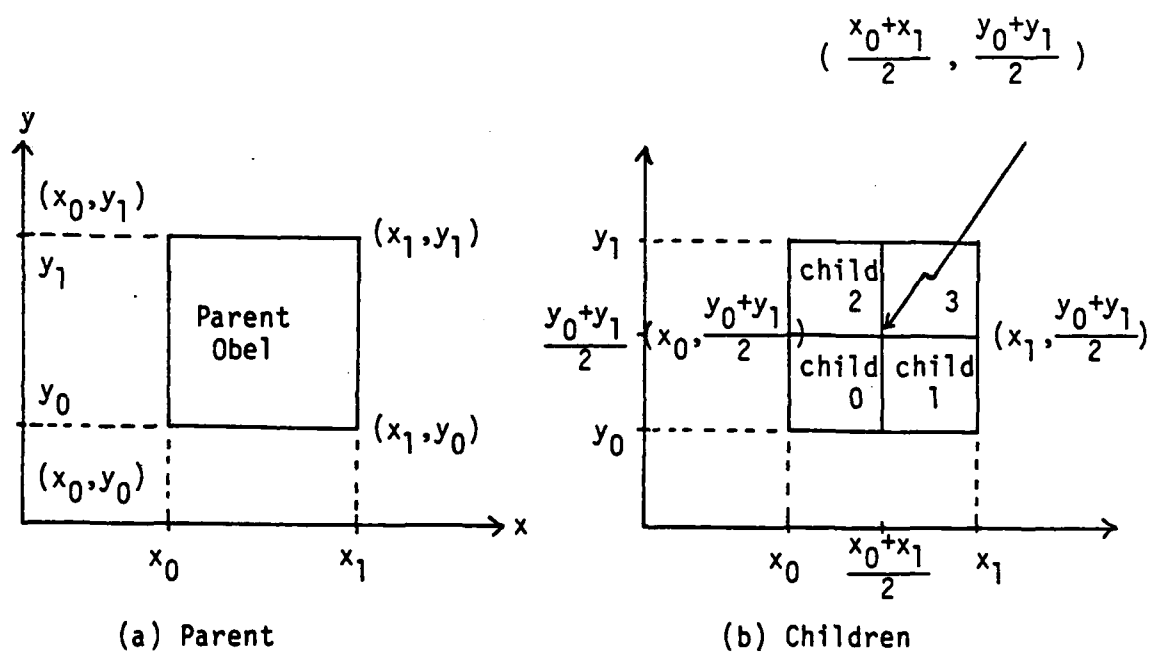 ( x0+x1/2 , y0+y1/2 )
y
(x0,y1)
(x1,y1)
y1
Parent
Obel
y0
(x1,y0)
(x0,y0)
x
x0
x1
(a) Parent
y1
child
2
3
y0+y1/2
(x0, y0+y1/2)
(x1, y0+y1/2)
child
0
child
1
y0
x0
x0+x1/2
x1
(b) Children